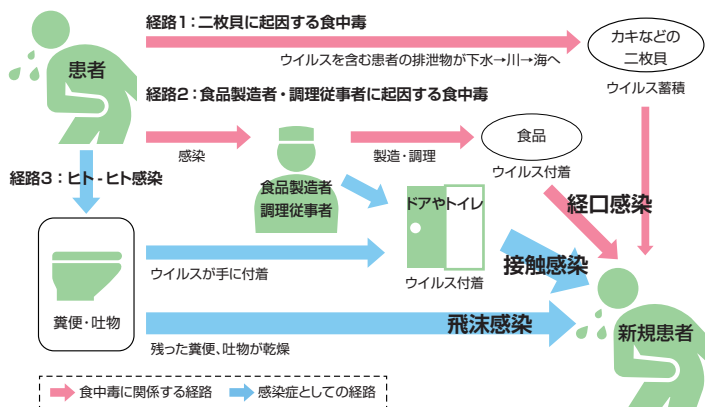 経路1：二枚貝に起因する食中毒
カキなどの
二枚貝
ウイルスを含む患者の排泄物が下水→川→海へ
患者
ウイルス蓄積
経路2：食品製造者・調理従事者に起因する食中毒
食品
感染
製造・調理
ウイルス付着
経路3：ヒト-ヒト感染
食品製造者
調理従事者
ドアやトイレ
経口感染
接触感染
ウイルスが手に付着
ウイルス付着
糞便・吐物
飛沫感染
新規患者
残った糞便、吐物が乾燥
食中毒に関係する経路
感染症としての経路